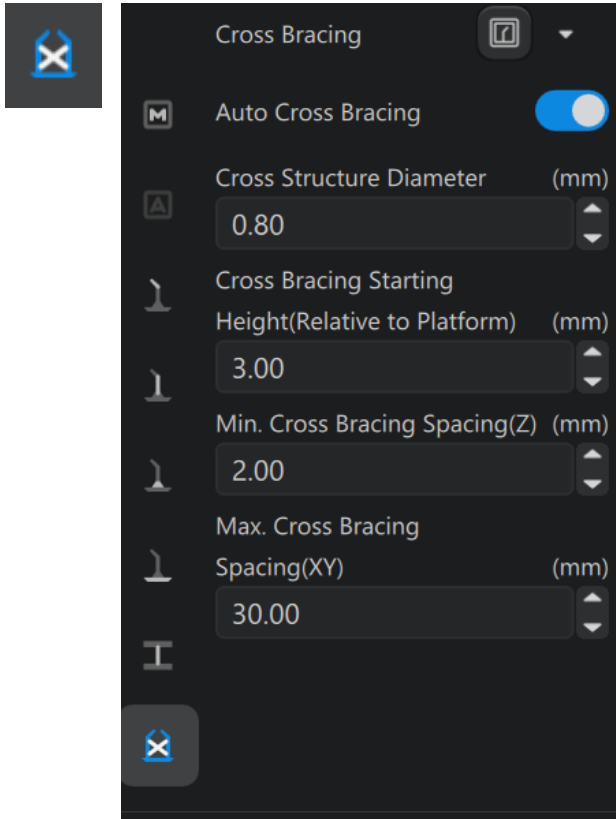 Cross Bracing
M
Auto Cross Bracing
Cross Structure Diameter (mm)
A
0.80
Cross Bracing Starting
Height(Relative to Platform) (mm)
3.00
Min. Cross Bracing Spacing(Z) (mm)
2.00
Max. Cross Bracing
Spacing(XY) (mm)
30.00